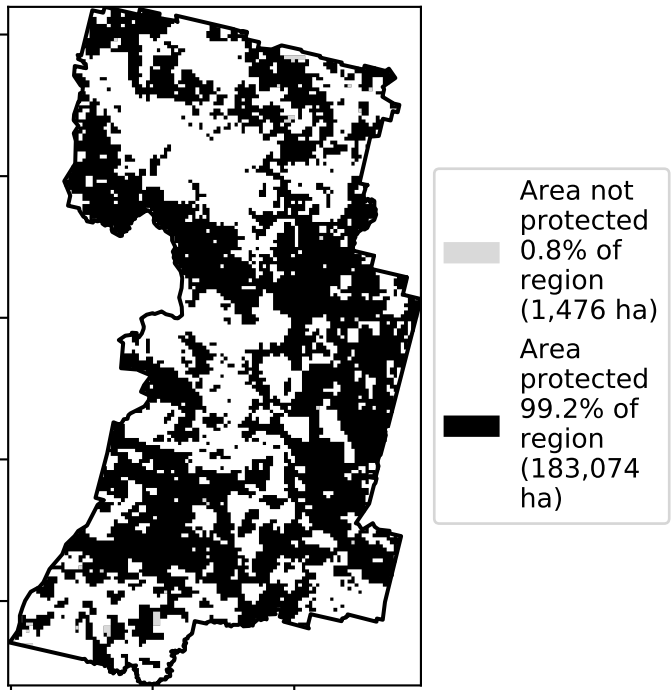 Area not
protected
0.8% of
region
(1,476 ha)
Area
protected
99.2% of
region
(183,074
ha)